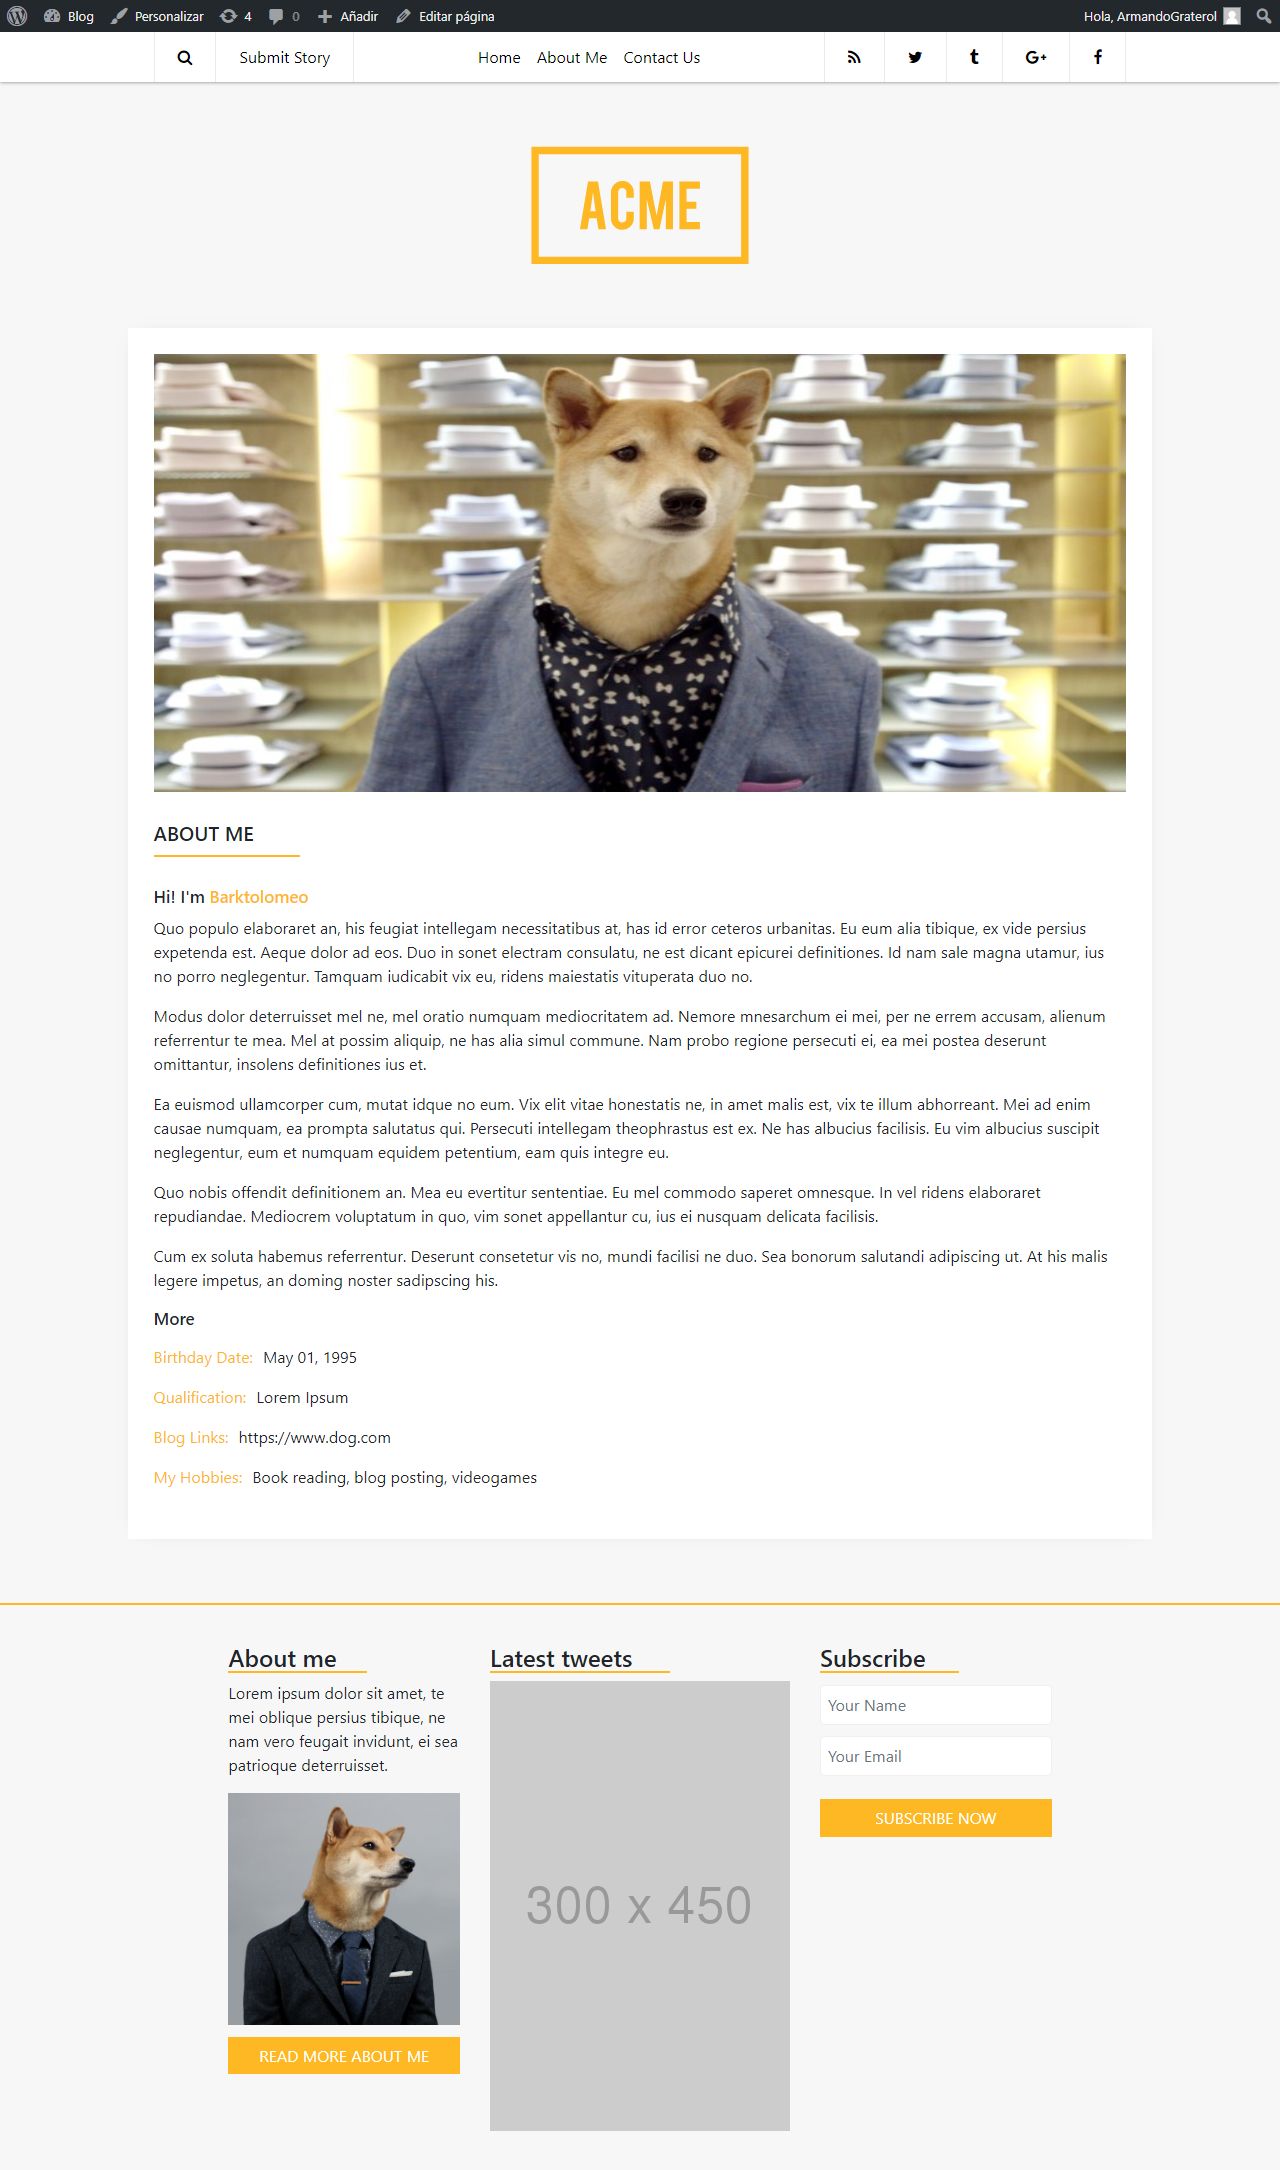 Blog Personalizar 4 0 Añadir Editar página Hola, ArmandoGraterol
Submit Story Home About Me Contact Us
ACME
ABOUT ME
Hi! I'm Barktolomeo
Quo populo elaboraret an, his feugiat intellegam necessitatibus at, has id error ceteros urbanitas. Eu eum alia tibique, ex vide persius
expetenda est. Aeque dolor ad eos. Duo in sonet electram consulatu, ne est dicant epicurei definitiones. Id nam sale magna utamur, ius
no porro neglegentur. Tamquam iudicabit vix eu, ridens maiestatis vituperata duo no.
Modus dolor deterruisset mel ne, mel oratio numquam mediocritatem ad. Nemore mnesarchum ei mei, per ne errem accusam, alienum
referrentur te mea. Mel at possim aliquip, ne has alia simul commune. Nam probo regione persecuti ei, ea mei postea deserunt
omittantur, insolens definitiones ius et.
Ea euismod ullamcorper cum, mutat idque no eum. Vix elit vitae honestatis ne, in amet malis est, vix te illum abhorreant. Mei ad enim
causae numquam, ea prompta salutatus qui. Persecuti intellegam theophrastus est ex. Ne has albucius facilisis. Eu vim albucius suscipit
neglegentur, eum et numquam equidem petentium, eam quis integre eu.
Quo nobis offendit definitionem an. Mea eu evertitur sententiae. Eu mel commodo saperet omnesque. In vel ridens elaboraret
repudiandae. Mediocrem voluptatum in quo, vim sonet appellantur cu, ius ei nusquam delicata facilisis.
Cum ex soluta habemus referrentur. Deserunt consetetur vis no, mundi facilisi ne duo. Sea bonorum salutandi adipiscing ut. At his malis
legere impetus, an doming noster sadipscing his.
More
Birthday Date: May 01, 1995
Qualification: Lorem Ipsum
Blog Links: https://www.dog.com
My Hobbies: Book reading, blog posting, videogames
About me
Lorem ipsum dolor sit amet, te
mei oblique persius tibique, ne
nam vero feugait invidunt, ei sea
patrioque deterruisset.
READ MORE ABOUT ME
Latest tweets
300 x 450
Subscribe
Your Name
Your Email
SUBSCRIBE NOW